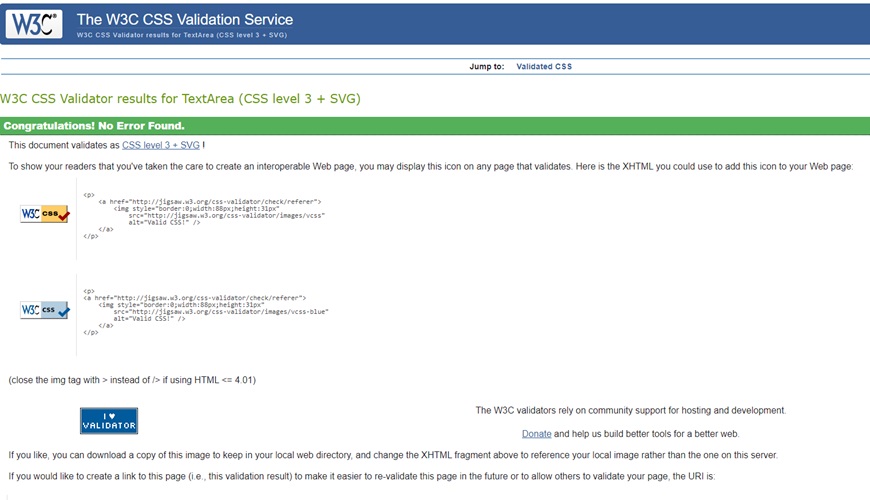 W3C® The W3C CSS Validation Service
W3C CSS Validator results for TextArea (CSS level 3 + SVG)
Jump to: Validated CSS
W3C CSS Validator results for TextArea (CSS level 3 + SVG)
Congratulations! No Error Found.
This document validates as CSS level 3 + SVG !
To show your readers that you've taken the care to create an interoperable Web page, you may display this icon on any page that validates. Here is the XHTML you could use to add this icon to your Web page:
W3C css
<p>
<a href="http://jigsaw.w3.org/css-validator/check/referer">
<img style="border:0;width:88px;height:31px"
src="http://jigsaw.w3.org/css-validator/images/vcss"
alt="Valid CSS!" />
</a>
</p>
W3C css
<p>
<a href="http://jigsaw.w3.org/css-validator/check/referer">
<img style="border:0;width:88px;height:31px"
src="http://jigsaw.w3.org/css-validator/images/vcss-blue"
alt="Valid CSS!" />
</a>
</p>
(close the img tag with > instead of /> if using HTML <= 4.01)
I ♥
VALIDATOR
The W3C validators rely on community support for hosting and development.
Donate and help us build better tools for a better web.
If you like, you can download a copy of this image to keep in your local web directory, and change the XHTML fragment above to reference your local image rather than the one on this server.
If you would like to create a link to this page (i.e., this validation result) to make it easier to re-validate this page in the future or to allow others to validate your page, the URI is: